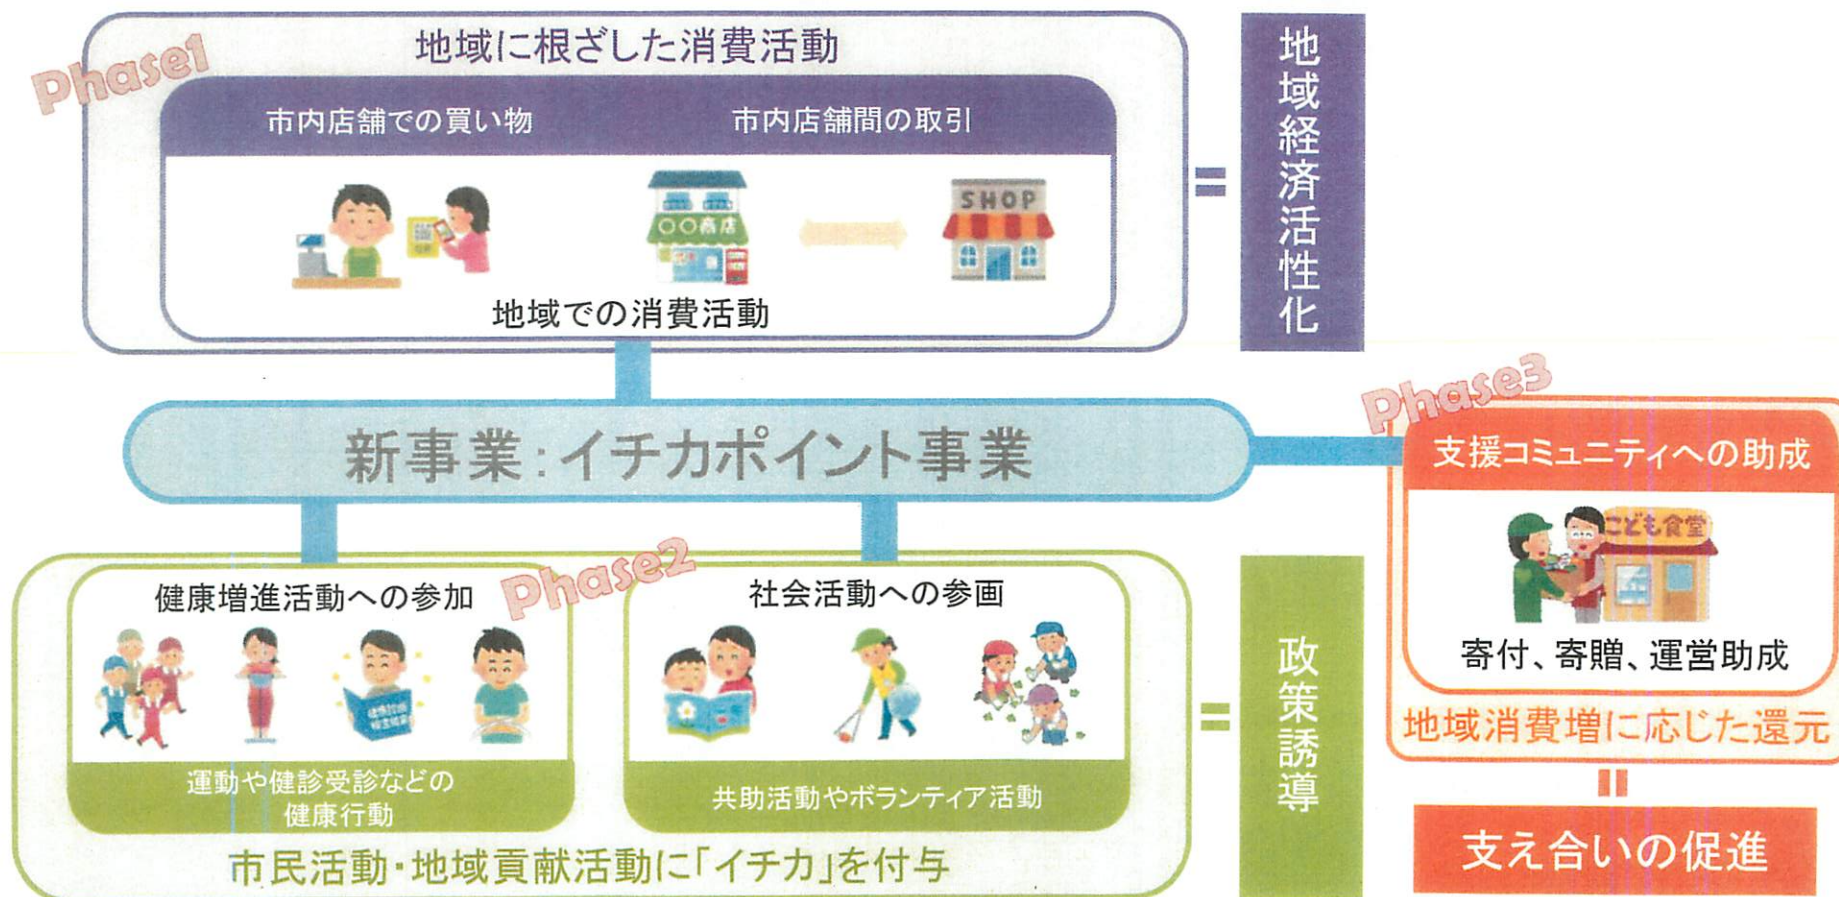 Phase1
地域に根ざした消費活動
市内店舗での買い物
市内店舗間の取引
〇〇商店
SHOP
地域での消費活動
=
地域経済活性化
新事業:イチカポイント事業
Phase2
健康増進活動への参加
健康診断
検査結果
運動や健診受診などの
健康行動
社会活動への参画
共助活動やボランティア活動
市民活動・地域貢献活動に「イチカ」を付与
=
政策誘導
Phase3
支援コミュニティへの助成
こども食堂
寄付、寄贈、運営助成
地域消費増に応じた還元
=
支え合いの促進